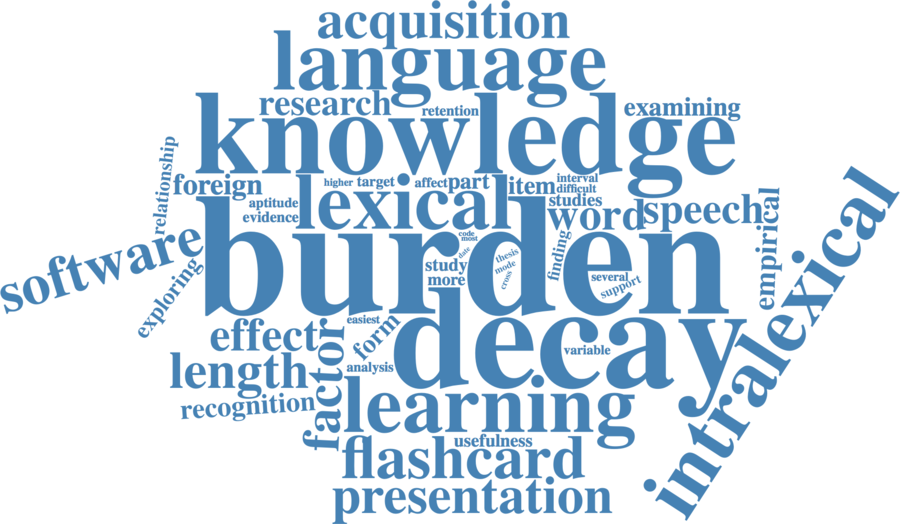 acquisition
language
research
retention
examining
knowledge
relationship
foreign
higher
target
affect
part
item
interval
difficult
studies
aptitude
evidence
lexical
word
speech
empirical
intralexical
software
exploring
burden
code
most
date
study
more
thesis
mode
cross
finding
several
support
effect
factor
easiest
form
decay
variable
length
analysis
recognition
learning
usefulness
flashcard
presentation